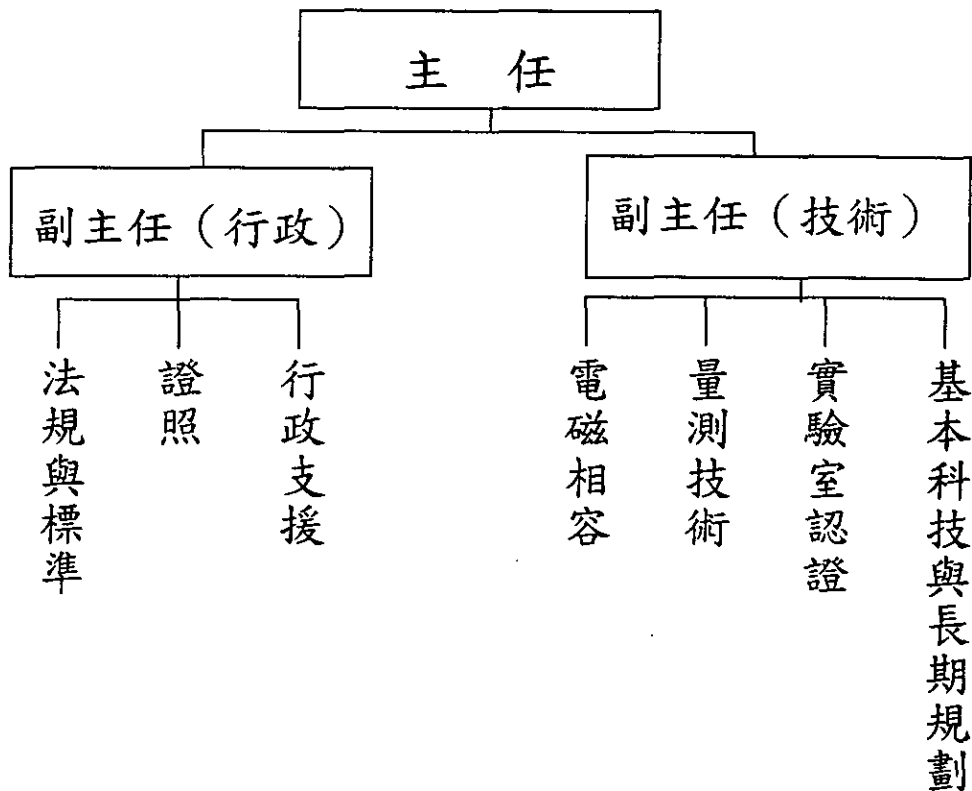 主 任
副主任（行政）
副主任（技術）
法規與標準
證照
行政支援
電磁相容
量測技術
實驗室認證
基本科技與長期規劃